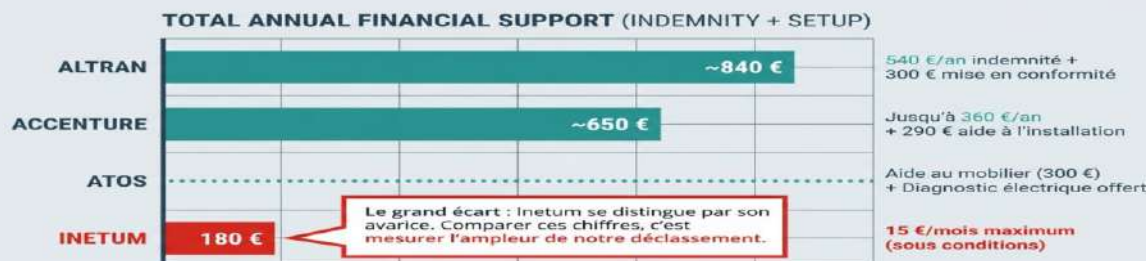 TOTAL ANNUAL FINANCIAL SUPPORT (INDEMNITY + SETUP)
ALTRAN
~840 €
540 €/an indemnité +
300 € mise en conformité
ACCENTURE
~650 €
Jusqu'à 360 €/an
+ 290 € aide à l'installation
ATOS
Aide au mobilier (300 €)
+ Diagnostic électrique offert
INETUM
180 €
Le grand écart : Inetum se distingue par son
avarice. Comparer ces chiffres, c'est
mesurer l'ampleur de notre déclassement.
15 €/mois maximum
(sous conditions)